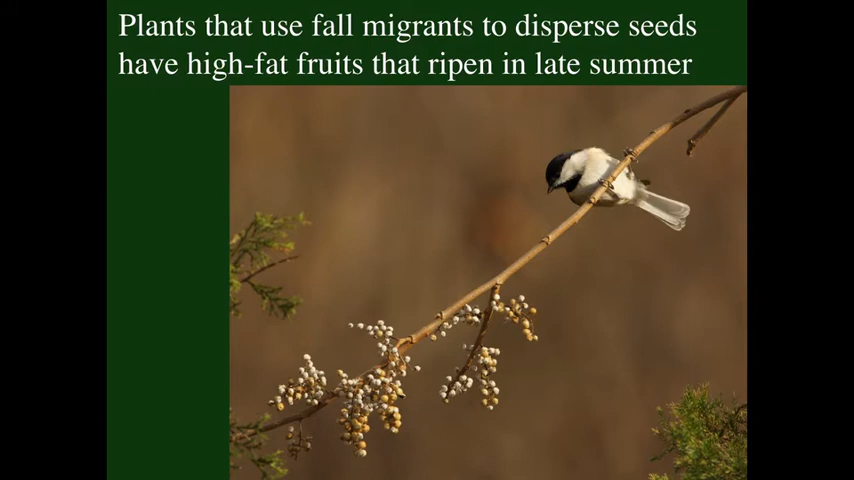 Plants that use fall migrants to disperse seeds
have high-fat fruits that ripen in late summer